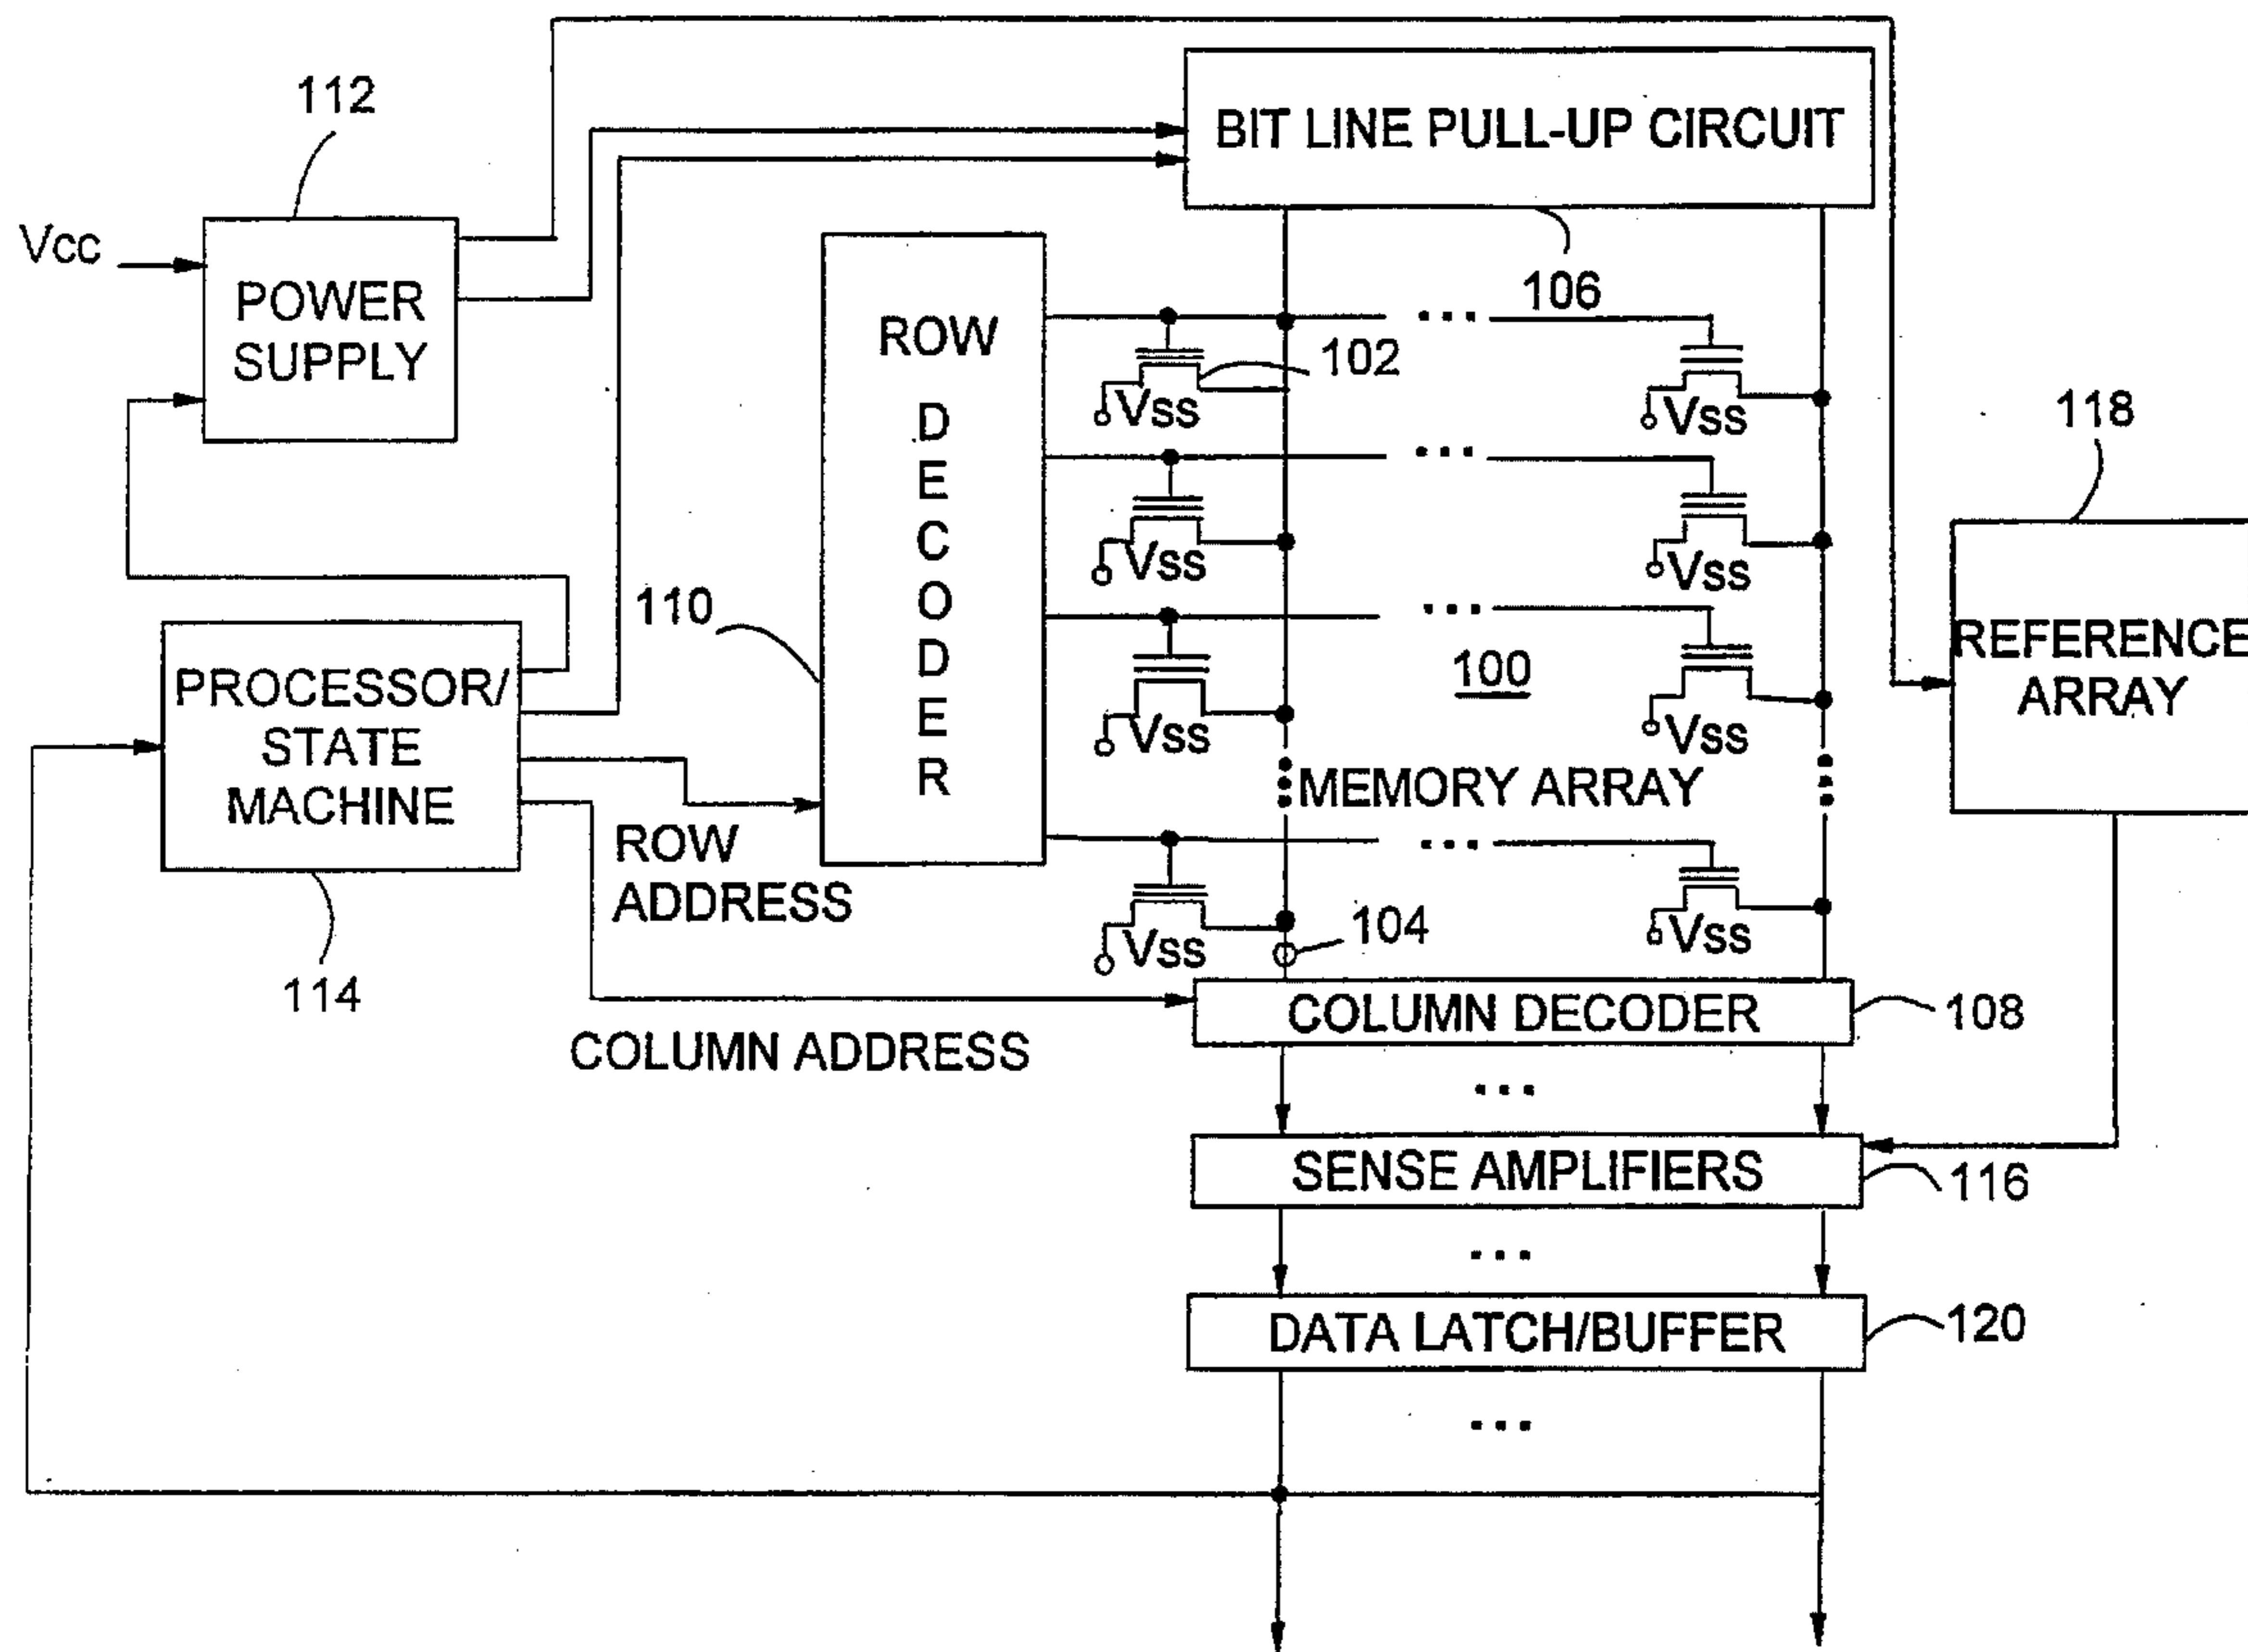 112
BIT LINE PULL-UP CIRCUIT
Vcc
POWER
SUPPLY
106
ROW
DECODER
102
Vss
Vss
118
Vss
Vss
110
100
REFERENCE
ARRAY
PROCESSOR/
STATE
MACHINE
Vss
Vss
MEMORY ARRAY
ROW
ADDRESS
104
Vss
Vss
114
COLUMN DECODER
108
COLUMN ADDRESS
SENSE AMPLIFIERS
116
DATA LATCH/BUFFER
120